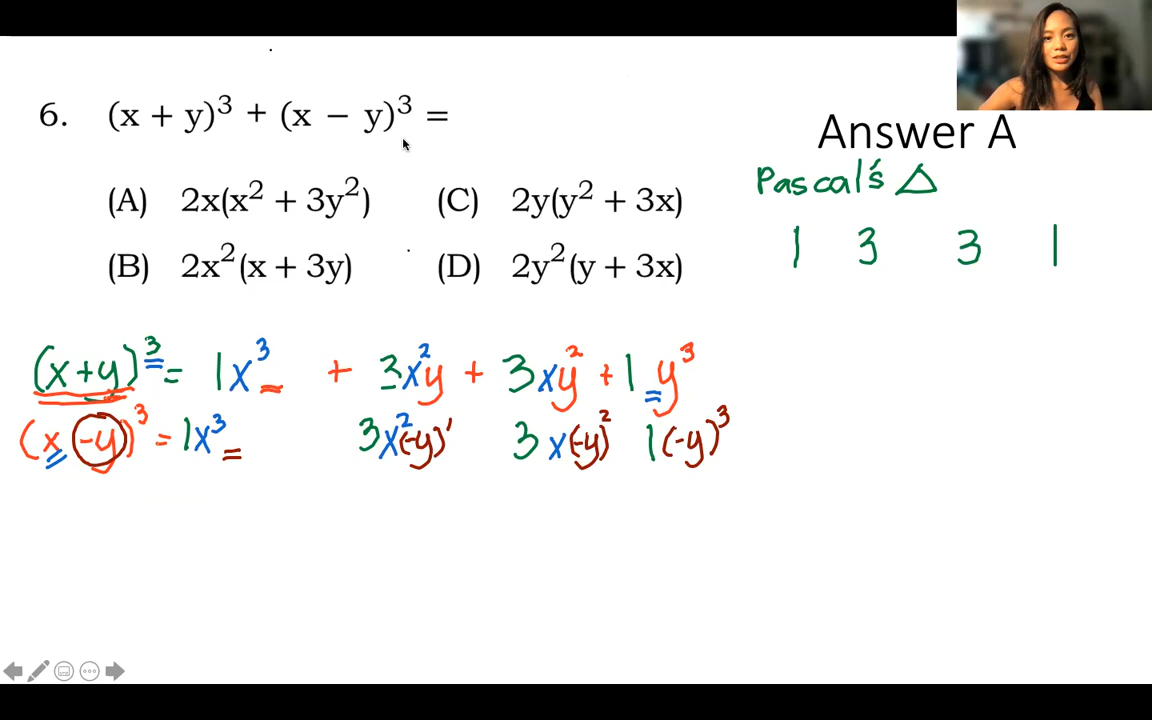 6. (x + y)³ + (x − y)³ =
Answer A
(A) 2x(x² + 3y²) (C) 2y(y² + 3x)
(B) 2x²(x + 3y) (D) 2y²(y + 3x)
Pascal's △
1 3 3 1
(x+y)³ = 1x³ + 3x²y + 3xy² + 1y³
(x -y)³ = 1x³ 3x²(-y)¹ 3x(-y)² 1(-y)³